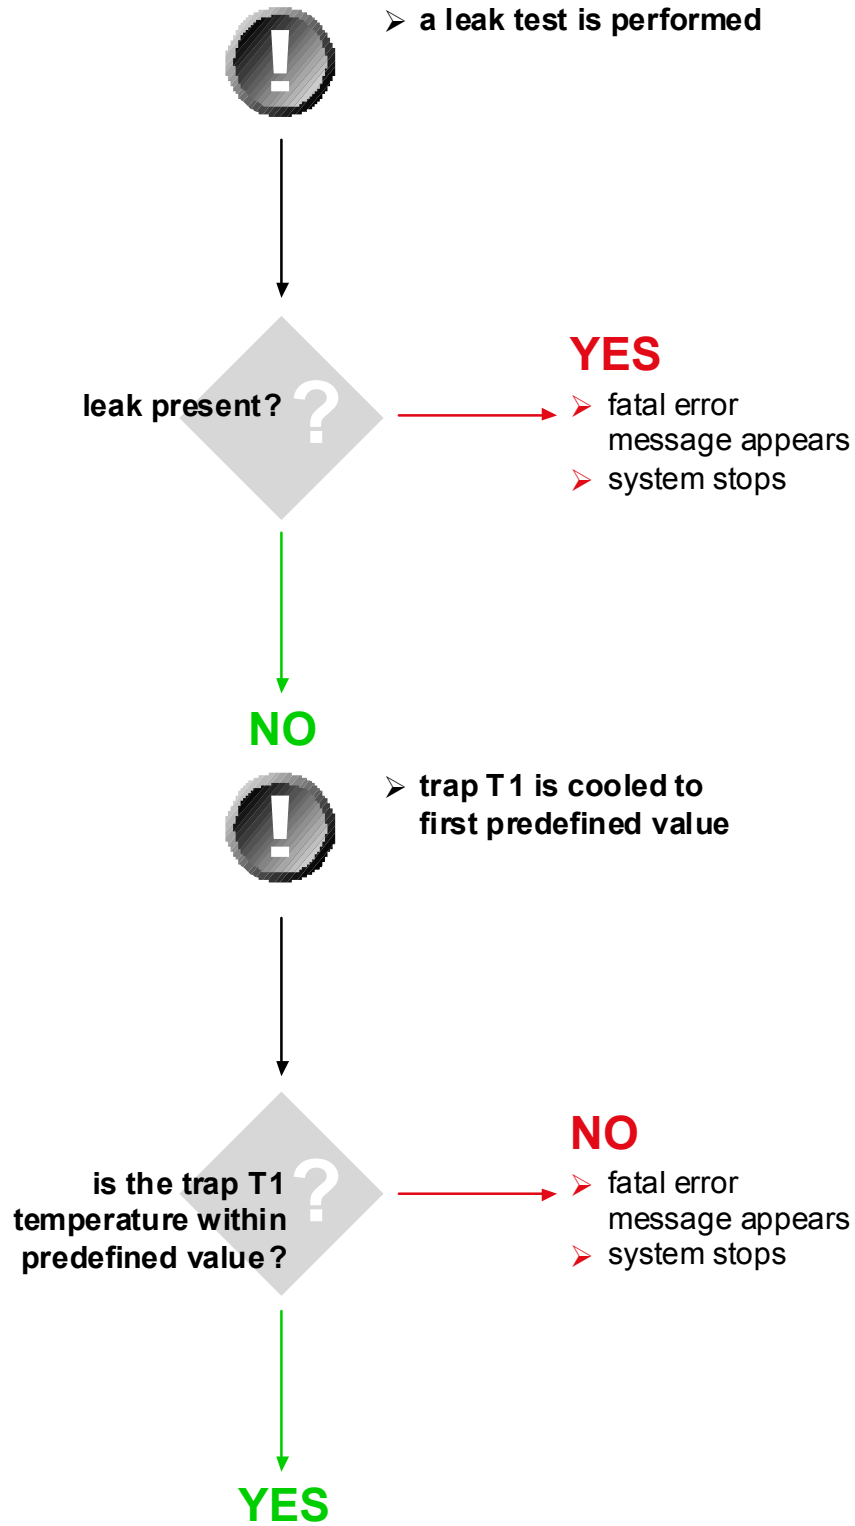 !
➢ a leak test is performed
leak present?
?
YES
➢ fatal error
message appears
➢ system stops
NO
!
➢ trap T1 is cooled to
first predefined value
is the trap T1
temperature within
predefined value?
?
NO
➢ fatal error
message appears
➢ system stops
YES